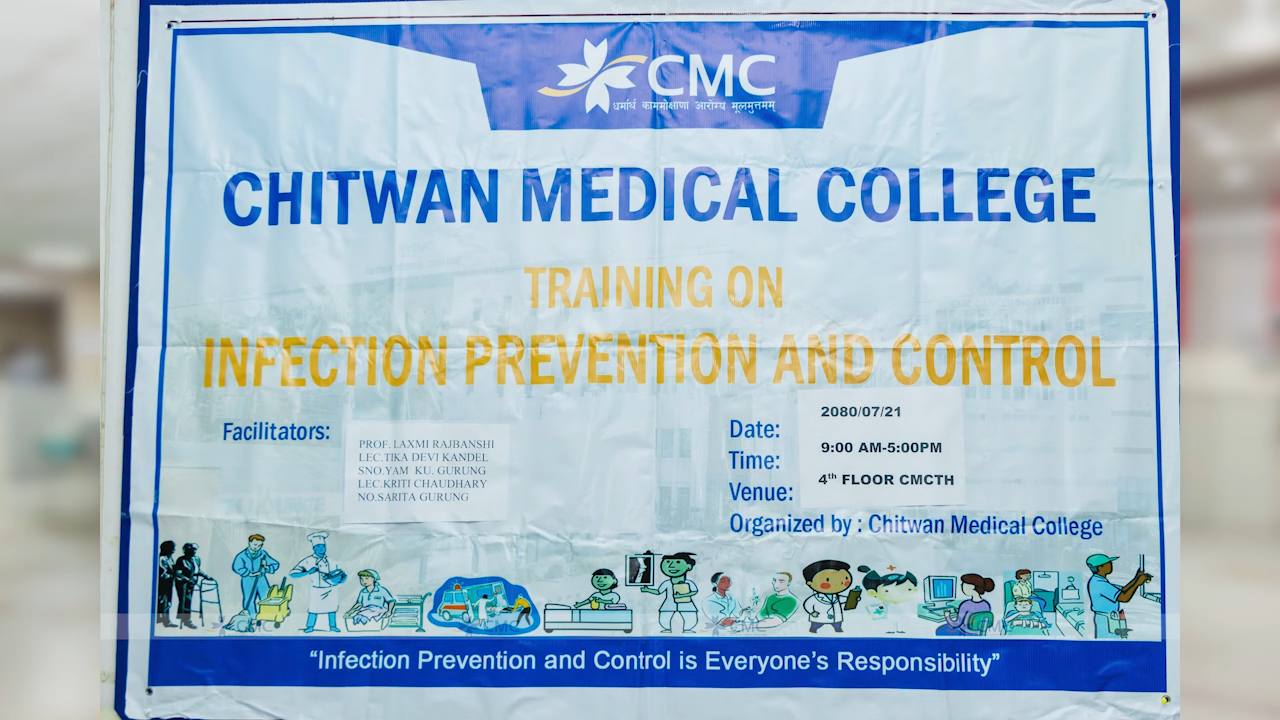 CMC
धर्मार्थ काममोक्षाणां आरोग्य मूलमुत्तमम्
CHITWAN MEDICAL COLLEGE
TRAINING ON
INFECTION PREVENTION AND CONTROL
Facilitators:
PROF. LAXMI RAJBANSHI
LEC.TIKA DEVI KANDEL
SNO.YAM KU. GURUNG
LEC.KRITI CHAUDHARY
NO.SARITA GURUNG
Date: 2080/07/21
Time: 9:00 AM-5:00PM
Venue: 4th FLOOR CMCTH
Organized by : Chitwan Medical College
“Infection Prevention and Control is Everyone’s Responsibility”